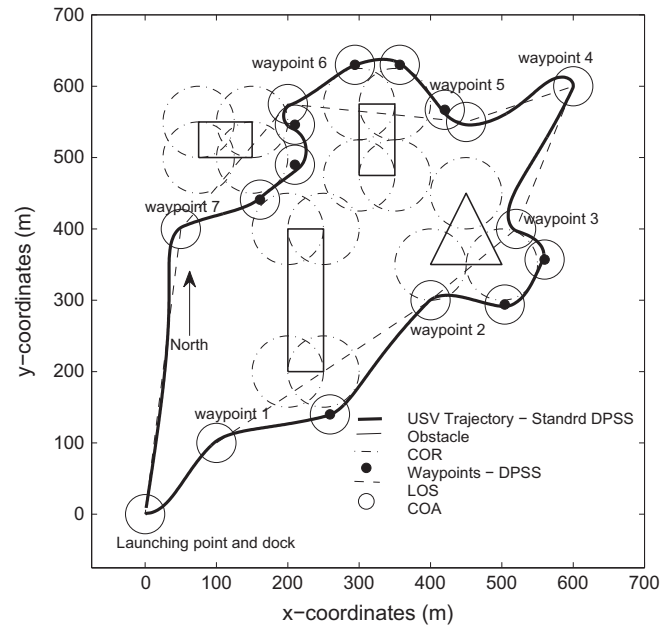 700
600
500
400
300
200
100
0
y−coordinates (m)
waypoint 6
waypoint 4
waypoint 5
waypoint 7
waypoint 3
North
waypoint 2
waypoint 1
USV Trajectory − Standrd DPSS
Obstacle
COR
Waypoints − DPSS
LOS
COA
Launching point and dock
0 100 200 300 400 500 600 700
x−coordinates (m)